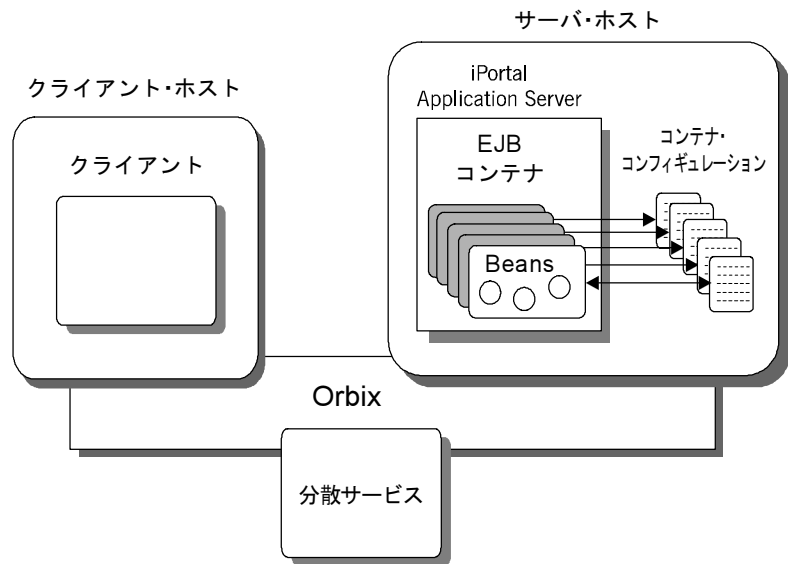 サーバ・ホスト
クライアント・ホスト
iPortal
Application Server
クライアント
EJB
コンテナ
コンテナ・
コンフィギュレーション
Beans
Orbix
分散サービス